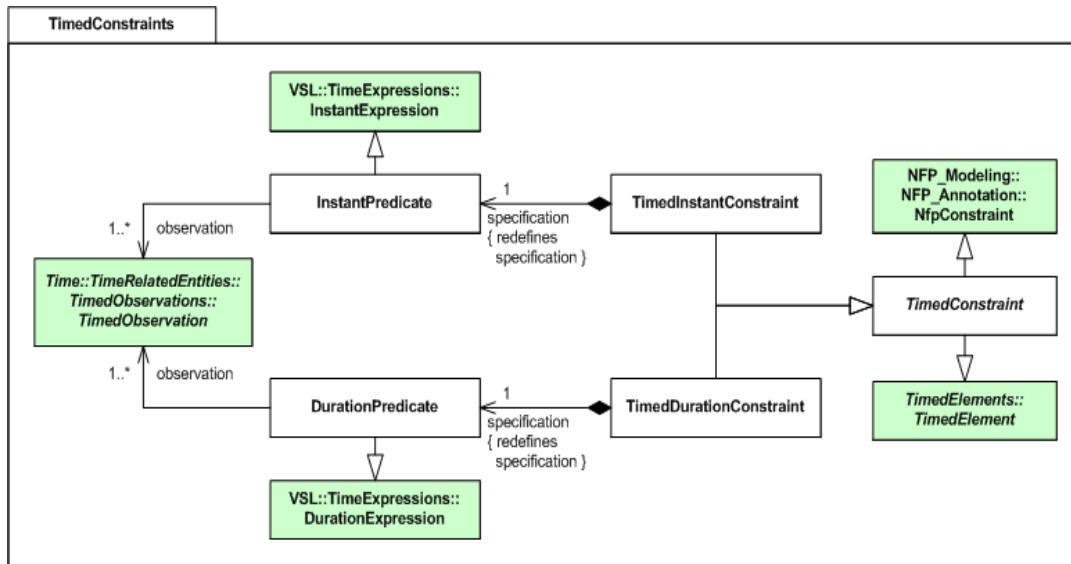 TimedConstraints
VSL::TimeExpressions::
InstantExpression
InstantPredicate
1
specification
{ redefines
specification }
TimedInstantConstraint
NFP_Modeling::
NFP_Annotation::
NfpConstraint
1..*
observation
Time::TimeRelatedEntities::
TimedObservations::
TimedObservation
TimedConstraint
1..*
observation
DurationPredicate
1
specification
{ redefines
specification }
TimedDurationConstraint
TimedElements::
TimedElement
VSL::TimeExpressions::
DurationExpression